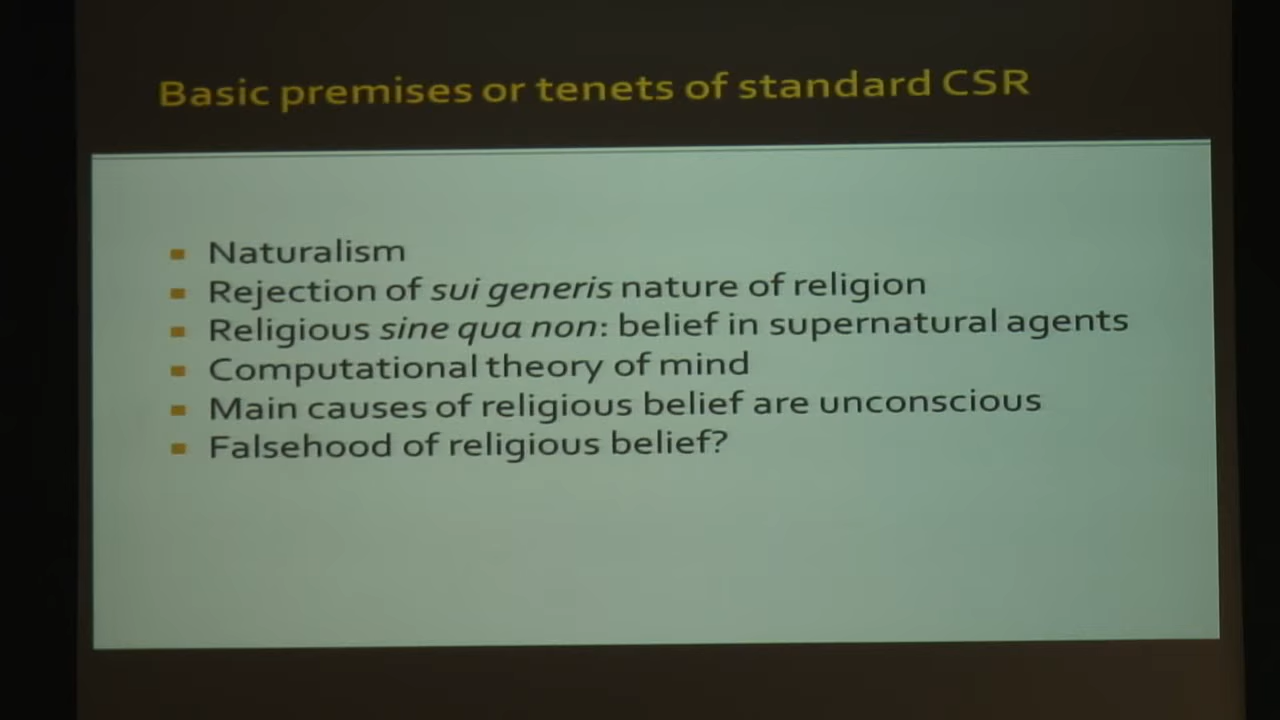 Basic premises or tenets of standard CSR
Naturalism
Rejection of sui generis nature of religion
Religious sine qua non: belief in supernatural agents
Computational theory of mind
Main causes of religious belief are unconscious
Falsehood of religious belief?